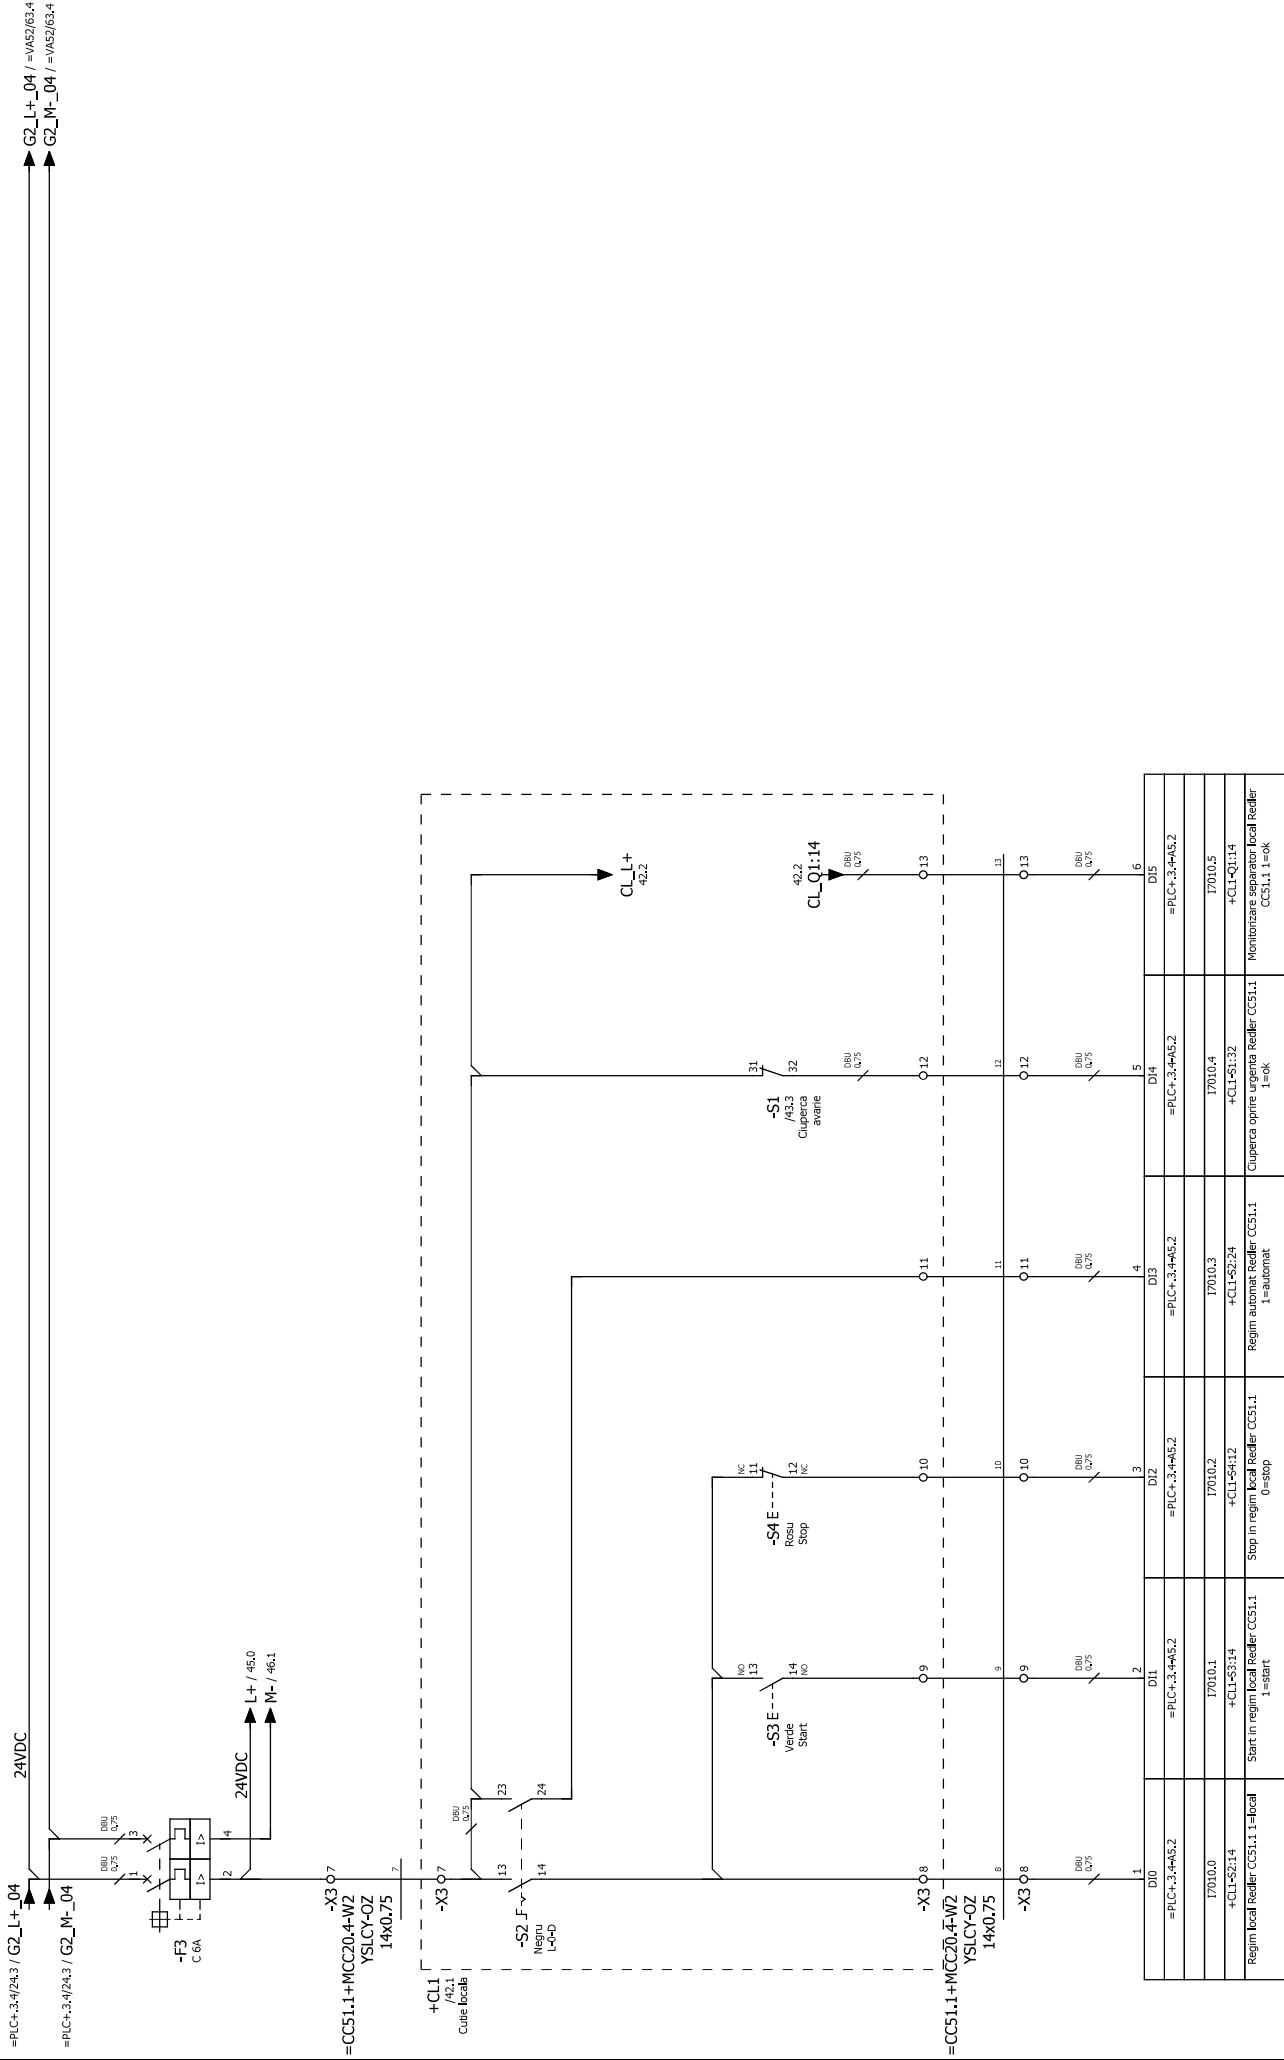 =PLC+.3.4/24.3 / G2_L+_04
=PLC+.3.4/24.3 / G2_M-_04
24VDC
G2_L+_04 / =VA52/63.4
G2_M-_04 / =VA52/63.4
DBU
0.75
DBU
0.75
1
3
-F3
C 6A
I>
I>
2
4
24VDC
L+ / 45.0
M- / 46.1
-X3
7
=CC51.1+MCC20.4-W2
YSLCY-OZ
14x0.75
7
-X3
7
+CL1
/42.1
Cutie locala
DBU
0.75
13
23
-S2
F
Negru
L-0-D
14
24
CL_L+
42.2
NO
13
-S3
E
Verde
Start
14
NO
NC
11
-S4
E
Rosu
Stop
12
NC
31
-S1
/43.3
Ciuperca
avarie
32
42.2
CL_Q1:14
DBU
0.75
DBU
0.75
-X3
8
9
10
11
12
13
=CC51.1+MCC20.4-W2
YSLCY-OZ
14x0.75
8
9
10
11
12
13
-X3
8
9
10
11
12
13
DBU
0.75
DBU
0.75
DBU
0.75
DBU
0.75
DBU
0.75
DBU
0.75
1
2
3
4
5
6
DI0
DI1
DI2
DI3
DI4
DI5
=PLC+.3.4-A5.2
=PLC+.3.4-A5.2
=PLC+.3.4-A5.2
=PLC+.3.4-A5.2
=PLC+.3.4-A5.2
=PLC+.3.4-A5.2
I7010.0
I7010.1
I7010.2
I7010.3
I7010.4
I7010.5
+CL1-S2:14
+CL1-S3:14
+CL1-S4:12
+CL1-S2:24
+CL1-S1:32
+CL1-Q1:14
Regim local Redler CC51.1 1=local
Start in regim local Redler CC51.1
1=start
Stop in regim local Redler CC51.1
0=stop
Regim automat Redler CC51.1
1=automat
Ciuperca oprire urgenta Redler CC51.1
1=ok
Monitorizare separator local Redler
CC51.1 1=ok